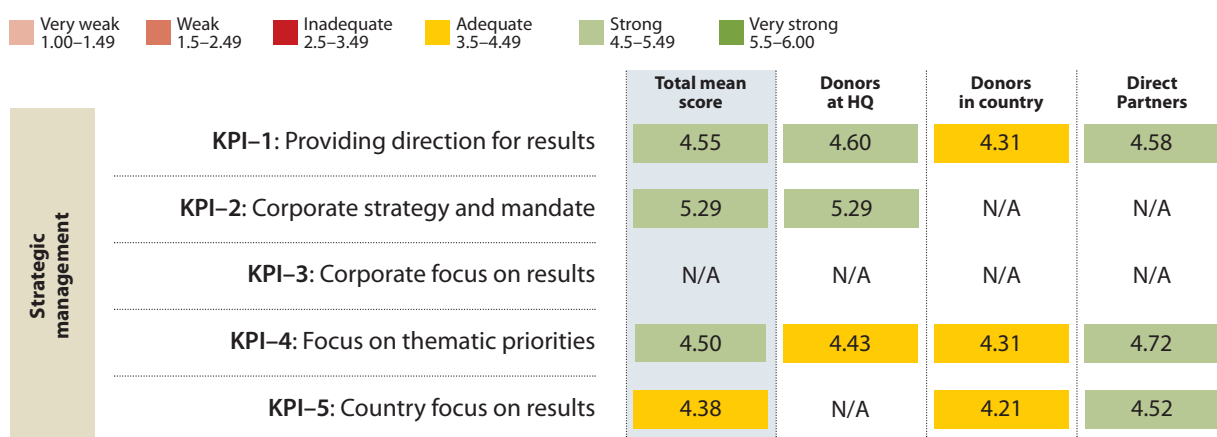 Very weak
1.00–1.49
Weak
1.5–2.49
Inadequate
2.5–3.49
Adequate
3.5–4.49
Strong
4.5–5.49
Very strong
5.5–6.00
Total mean
score
Donors
at HQ
Donors
in country
Direct
Partners
Strategic
management
KPI–1: Providing direction for results 4.55 4.60 4.31 4.58
KPI–2: Corporate strategy and mandate 5.29 5.29 N/A N/A
KPI–3: Corporate focus on results N/A N/A N/A N/A
KPI–4: Focus on thematic priorities 4.50 4.43 4.31 4.72
KPI–5: Country focus on results 4.38 N/A 4.21 4.52